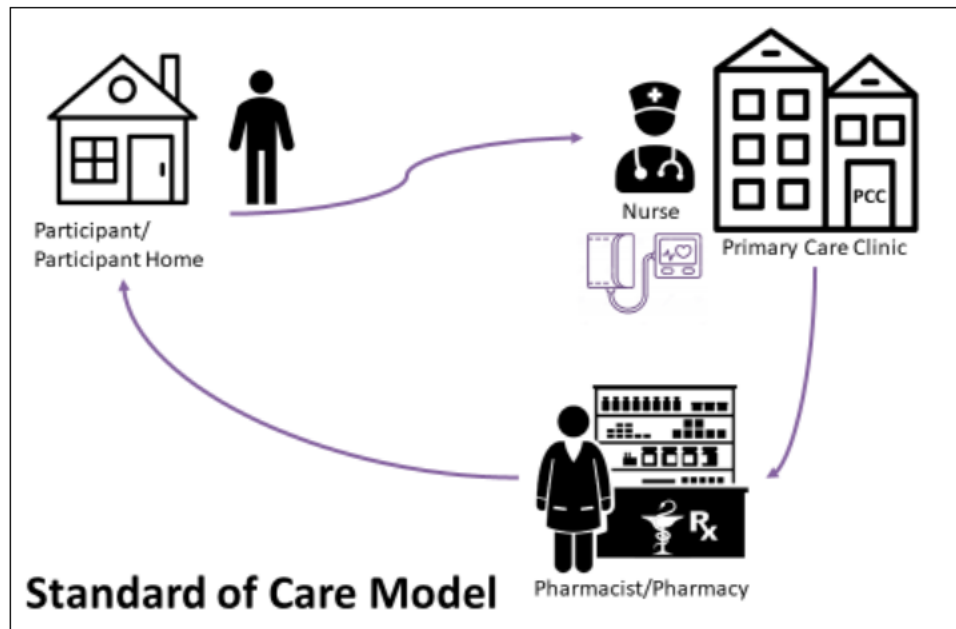 Participant/
Participant Home
Nurse
PCC
Primary Care Clinic
Rx
Pharmacist/Pharmacy
Standard of Care Model